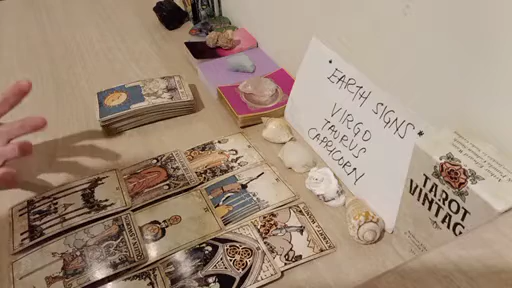 *EARTH SIGNS*
VIRGO
TAURUS
CAPRICORN
TAROT
VINTAG